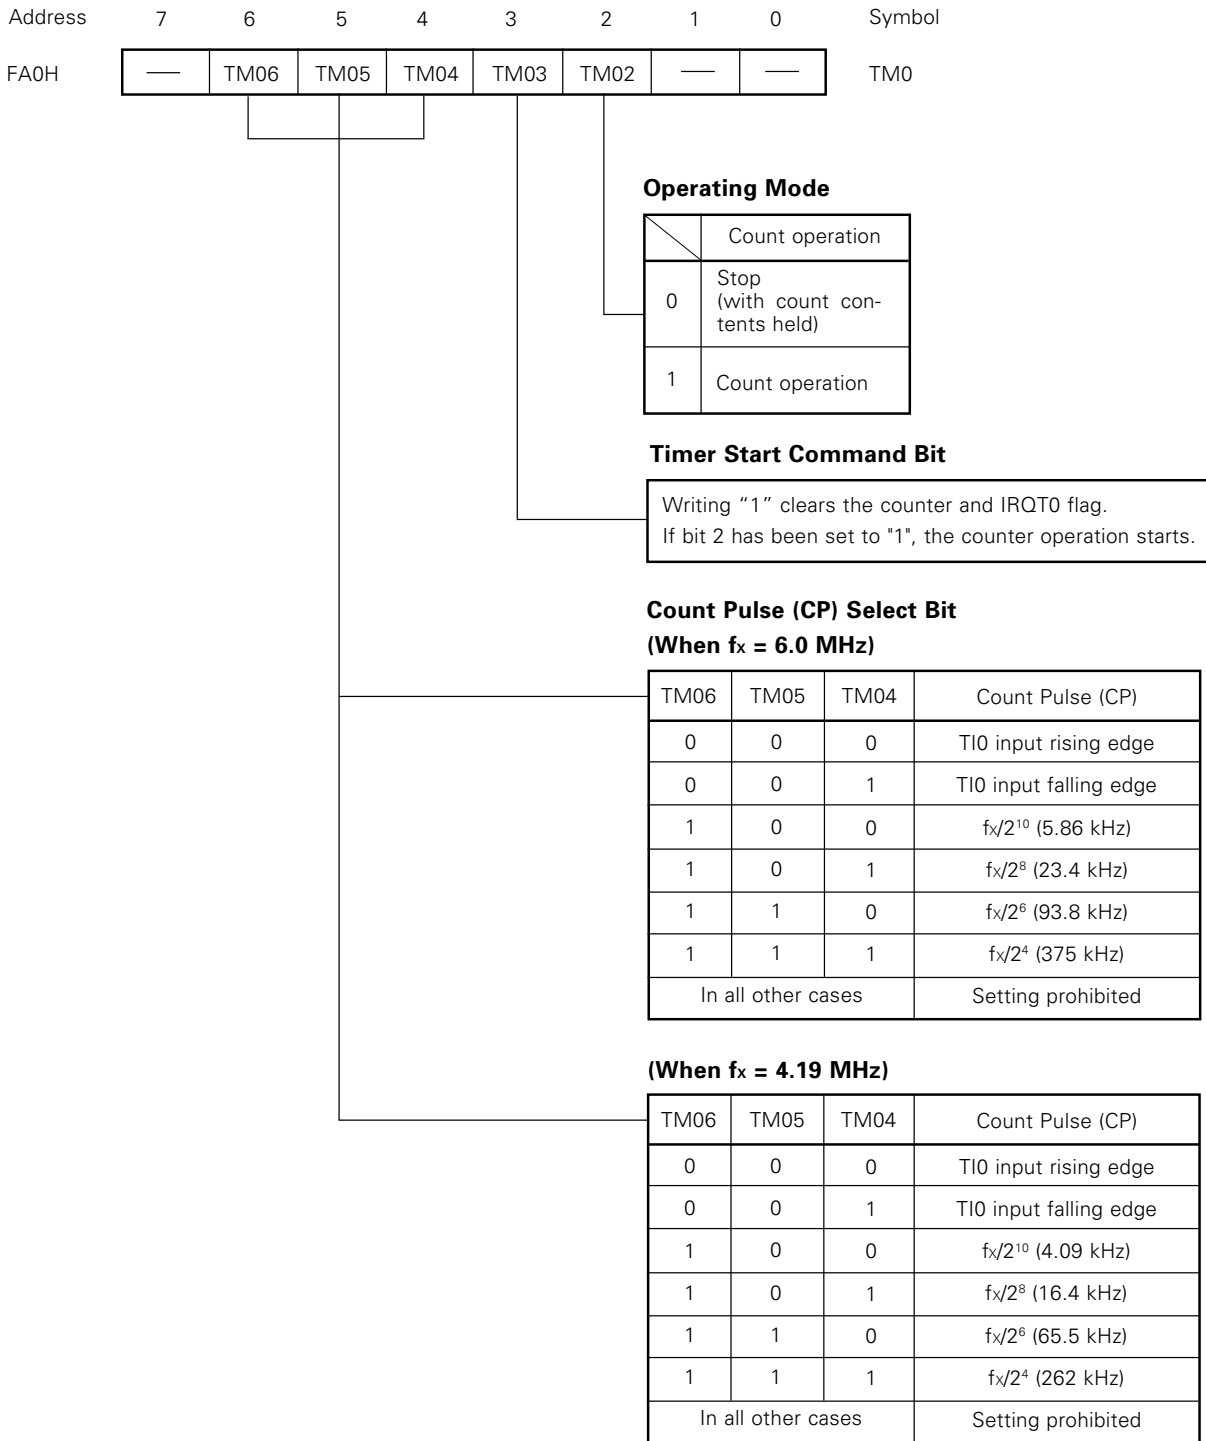 Address 7 6 5 4 3 2 1 0 Symbol
FA0H — TM06 TM05 TM04 TM03 TM02 — — TM0
Operating Mode
Count operation
0 Stop
(with count con-
tents held)
1 Count operation
Timer Start Command Bit
Writing “1” clears the counter and IRQT0 flag.
If bit 2 has been set to "1", the counter operation starts.
Count Pulse (CP) Select Bit
(When fx = 6.0 MHz)
TM06 TM05 TM04 Count Pulse (CP)
0 0 0 TI0 input rising edge
0 0 1 TI0 input falling edge
1 0 0 fx/2¹⁰ (5.86 kHz)
1 0 1 fx/2⁸ (23.4 kHz)
1 1 0 fx/2⁶ (93.8 kHz)
1 1 1 fx/2⁴ (375 kHz)
In all other cases Setting prohibited
(When fx = 4.19 MHz)
TM06 TM05 TM04 Count Pulse (CP)
0 0 0 TI0 input rising edge
0 0 1 TI0 input falling edge
1 0 0 fx/2¹⁰ (4.09 kHz)
1 0 1 fx/2⁸ (16.4 kHz)
1 1 0 fx/2⁶ (65.5 kHz)
1 1 1 fx/2⁴ (262 kHz)
In all other cases Setting prohibited